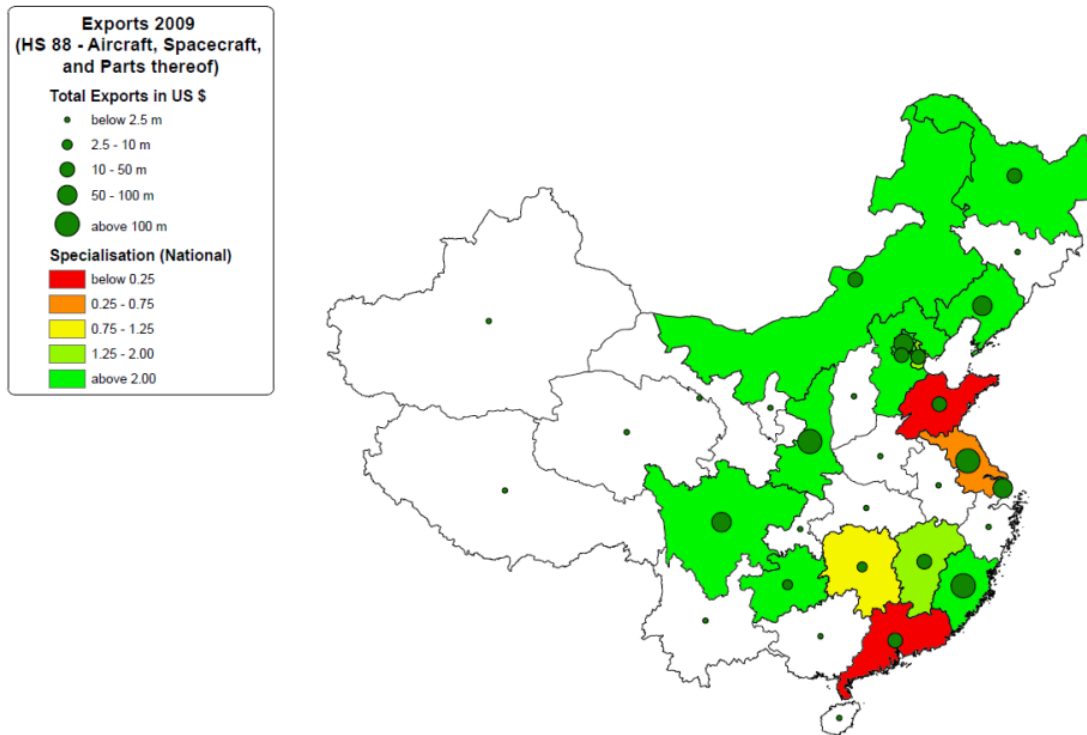 Exports 2009
(HS 88 - Aircraft, Spacecraft,
and Parts thereof)
Total Exports in US $
below 2.5 m
2.5 - 10 m
10 - 50 m
50 - 100 m
above 100 m
Specialisation (National)
below 0.25
0.25 - 0.75
0.75 - 1.25
1.25 - 2.00
above 2.00